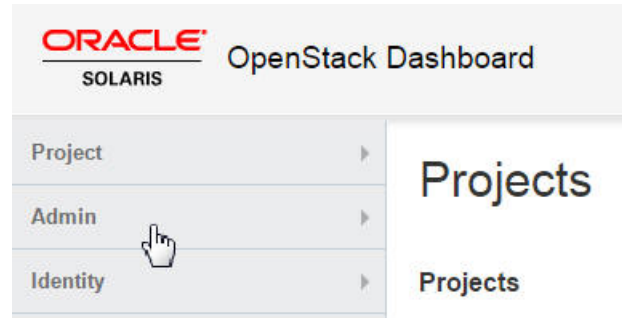 ORACLE
SOLARIS
OpenStack Dashboard
Project
Admin
Identity
Projects
Projects